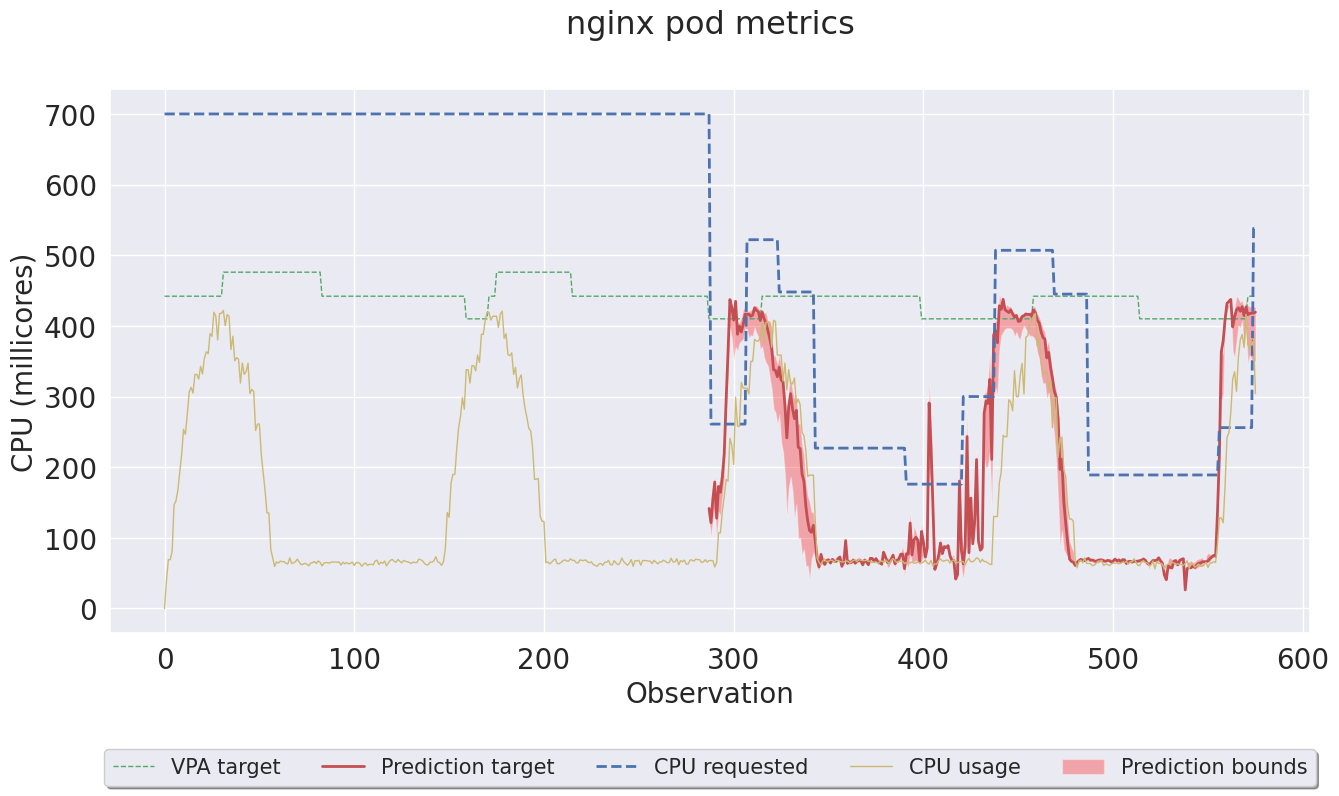 nginx pod metrics
CPU (millicores)
700
600
500
400
300
200
100
0
0 100 200 300 400 500 600
Observation
VPA target Prediction target CPU requested CPU usage Prediction bounds